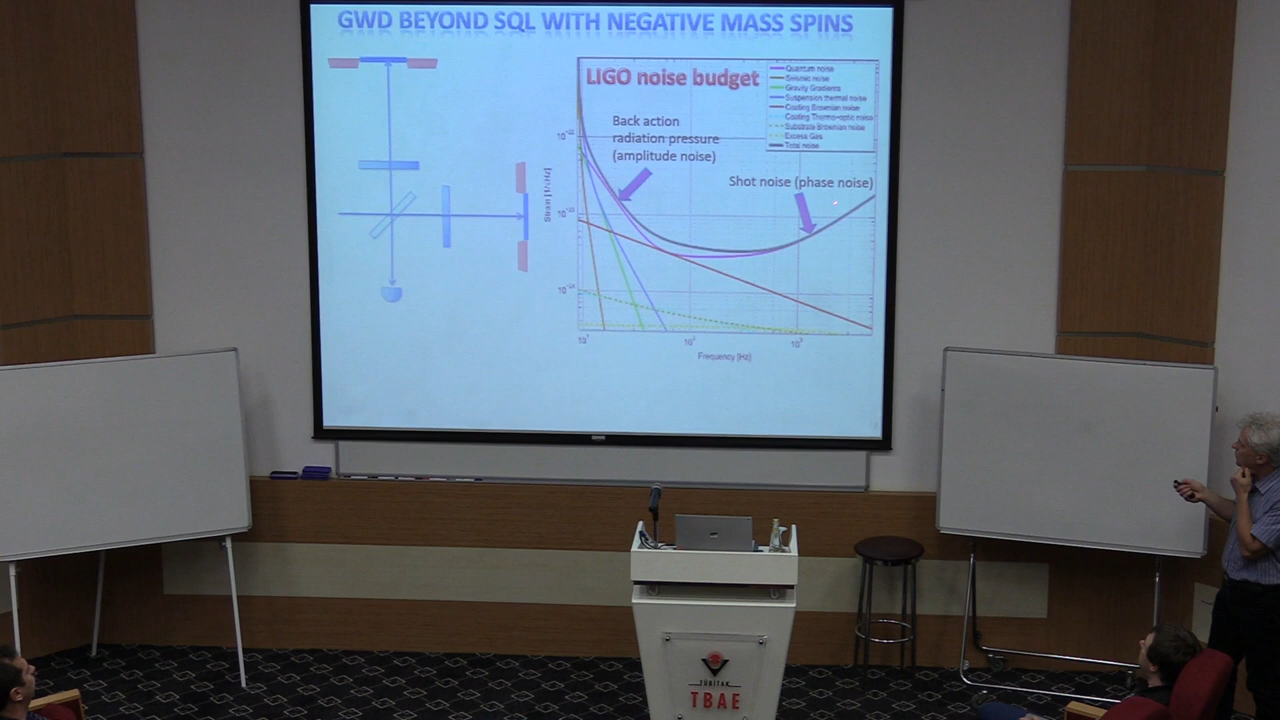 GWD BEYOND SQL WITH NEGATIVE MASS SPINS
LIGO noise budget
Quantum noise
Seismic noise
Gravity Gradients
Suspension thermal noise
Coating Brownian noise
Coating Thermo-optic noise
Substrate Brownian noise
Excess Gas
Total noise
Back action
radiation pressure
(amplitude noise)
Shot noise (phase noise)
Strain
Frequency [Hz]
TÜBİTAK
TBAE